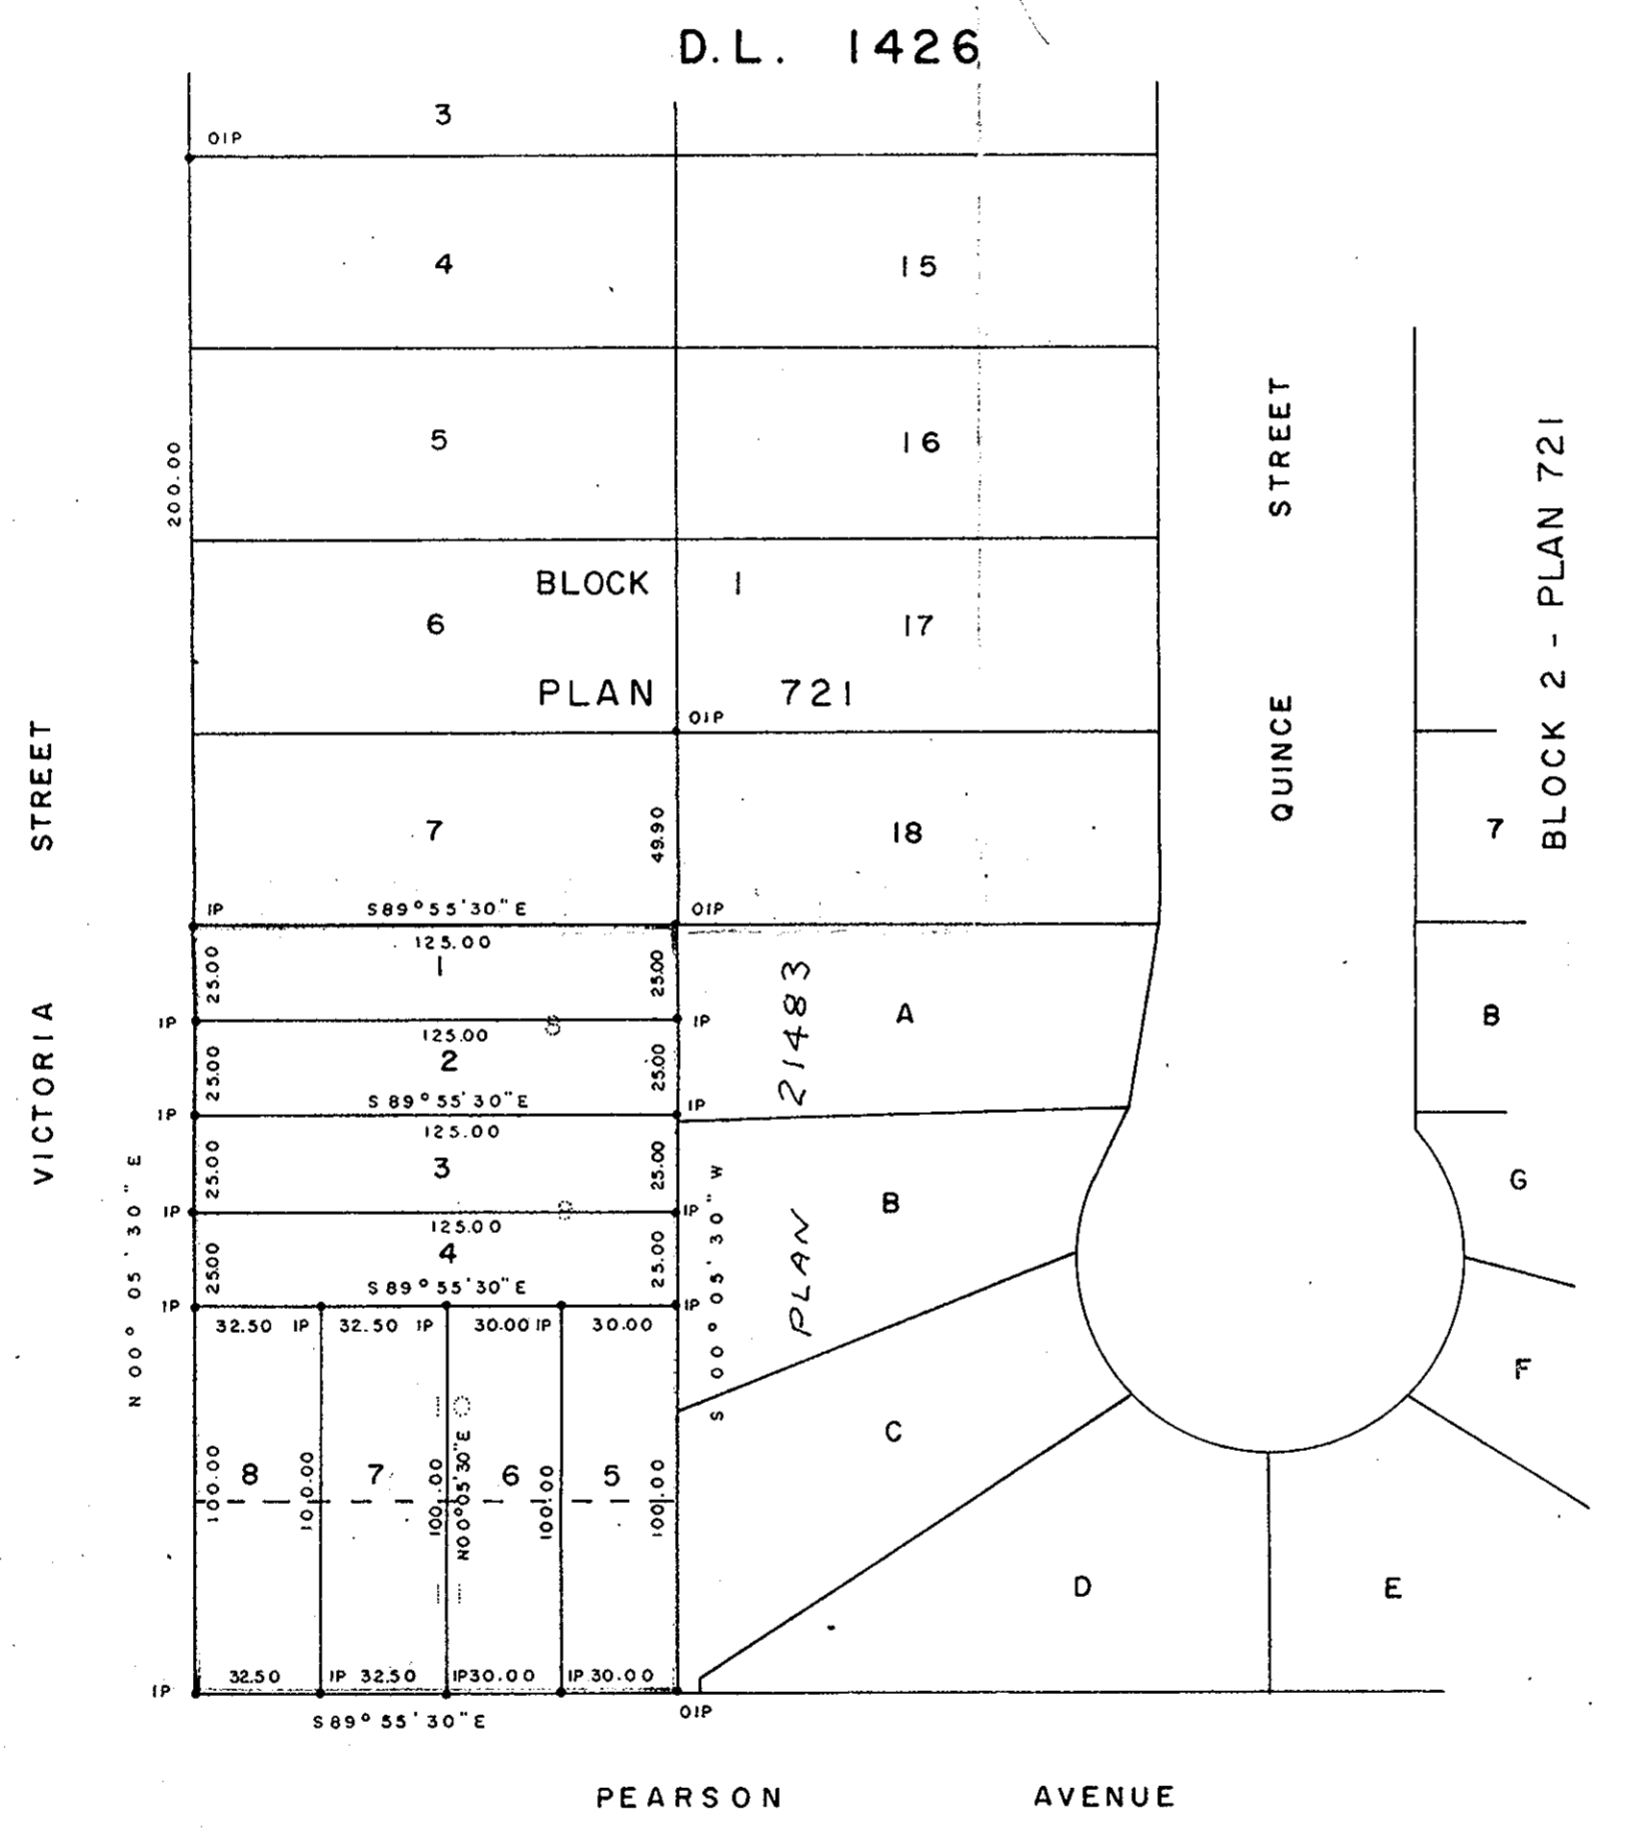 D.L. 1426
3
OIP
4
15
5
16
200.00
STREET
BLOCK 2 - PLAN 721
BLOCK 1
6
17
PLAN 721
OIP
QUINCE
STREET
7
49.90
18
7
IP
S89°55'30"E
OIP
125.00
1
25.00
25.00
21483
A
B
IP
IP
125.00
2
25.00
25.00
VICTORIA
S 89°55'30"E
IP
IP
125.00
3
25.00
25.00
B
G
IP
IP
125.00
4
25.00
25.00
N 00° 05' 30" E
S 00° 05' 30" W
PLAN
S 89° 55'30"E
IP
IP
32.50 IP
32.50 IP
30.00 IP
30.00
F
C
8
7
6
5
100.00
100.00
100.00
N00°05'30"E
100.00
100.00
D
E
32.50
IP 32.50
IP 30.00
IP 30.00
IP
OIP
S 89° 55' 30" E
PEARSON AVENUE